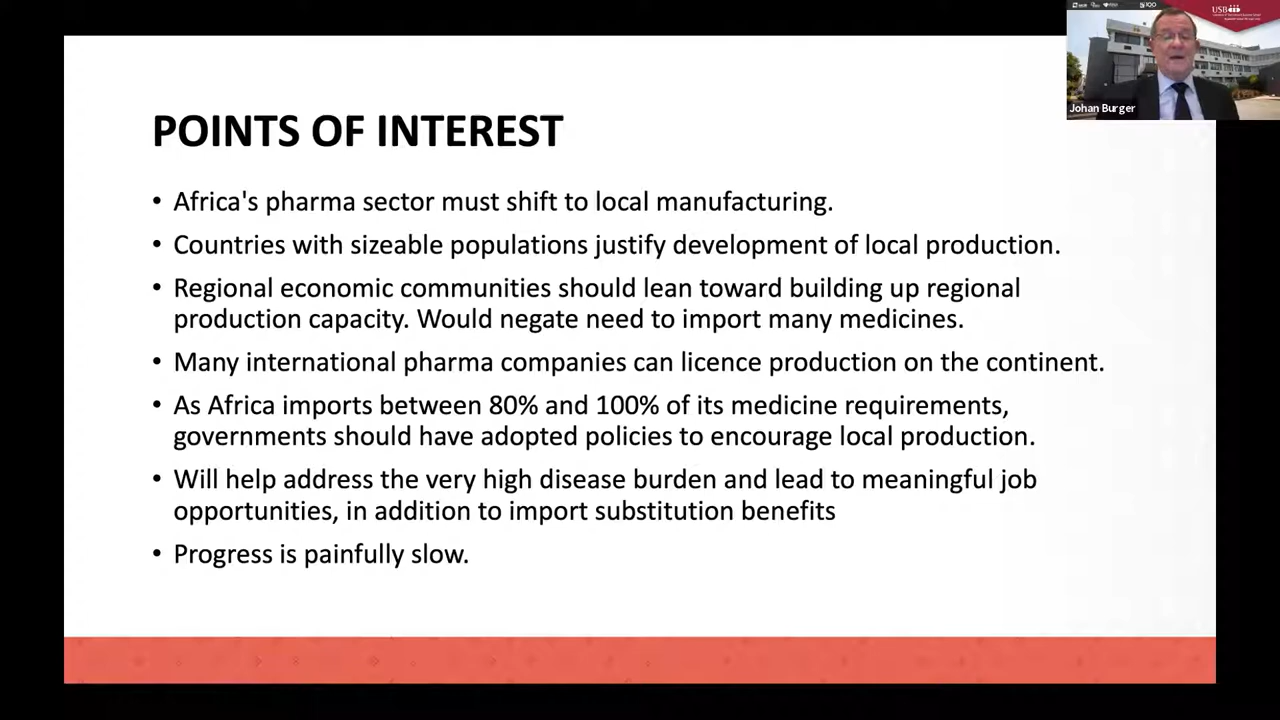 USB
Johan Burger
POINTS OF INTEREST
• Africa's pharma sector must shift to local manufacturing.
• Countries with sizeable populations justify development of local production.
• Regional economic communities should lean toward building up regional
production capacity. Would negate need to import many medicines.
• Many international pharma companies can licence production on the continent.
• As Africa imports between 80% and 100% of its medicine requirements,
governments should have adopted policies to encourage local production.
• Will help address the very high disease burden and lead to meaningful job
opportunities, in addition to import substitution benefits
• Progress is painfully slow.